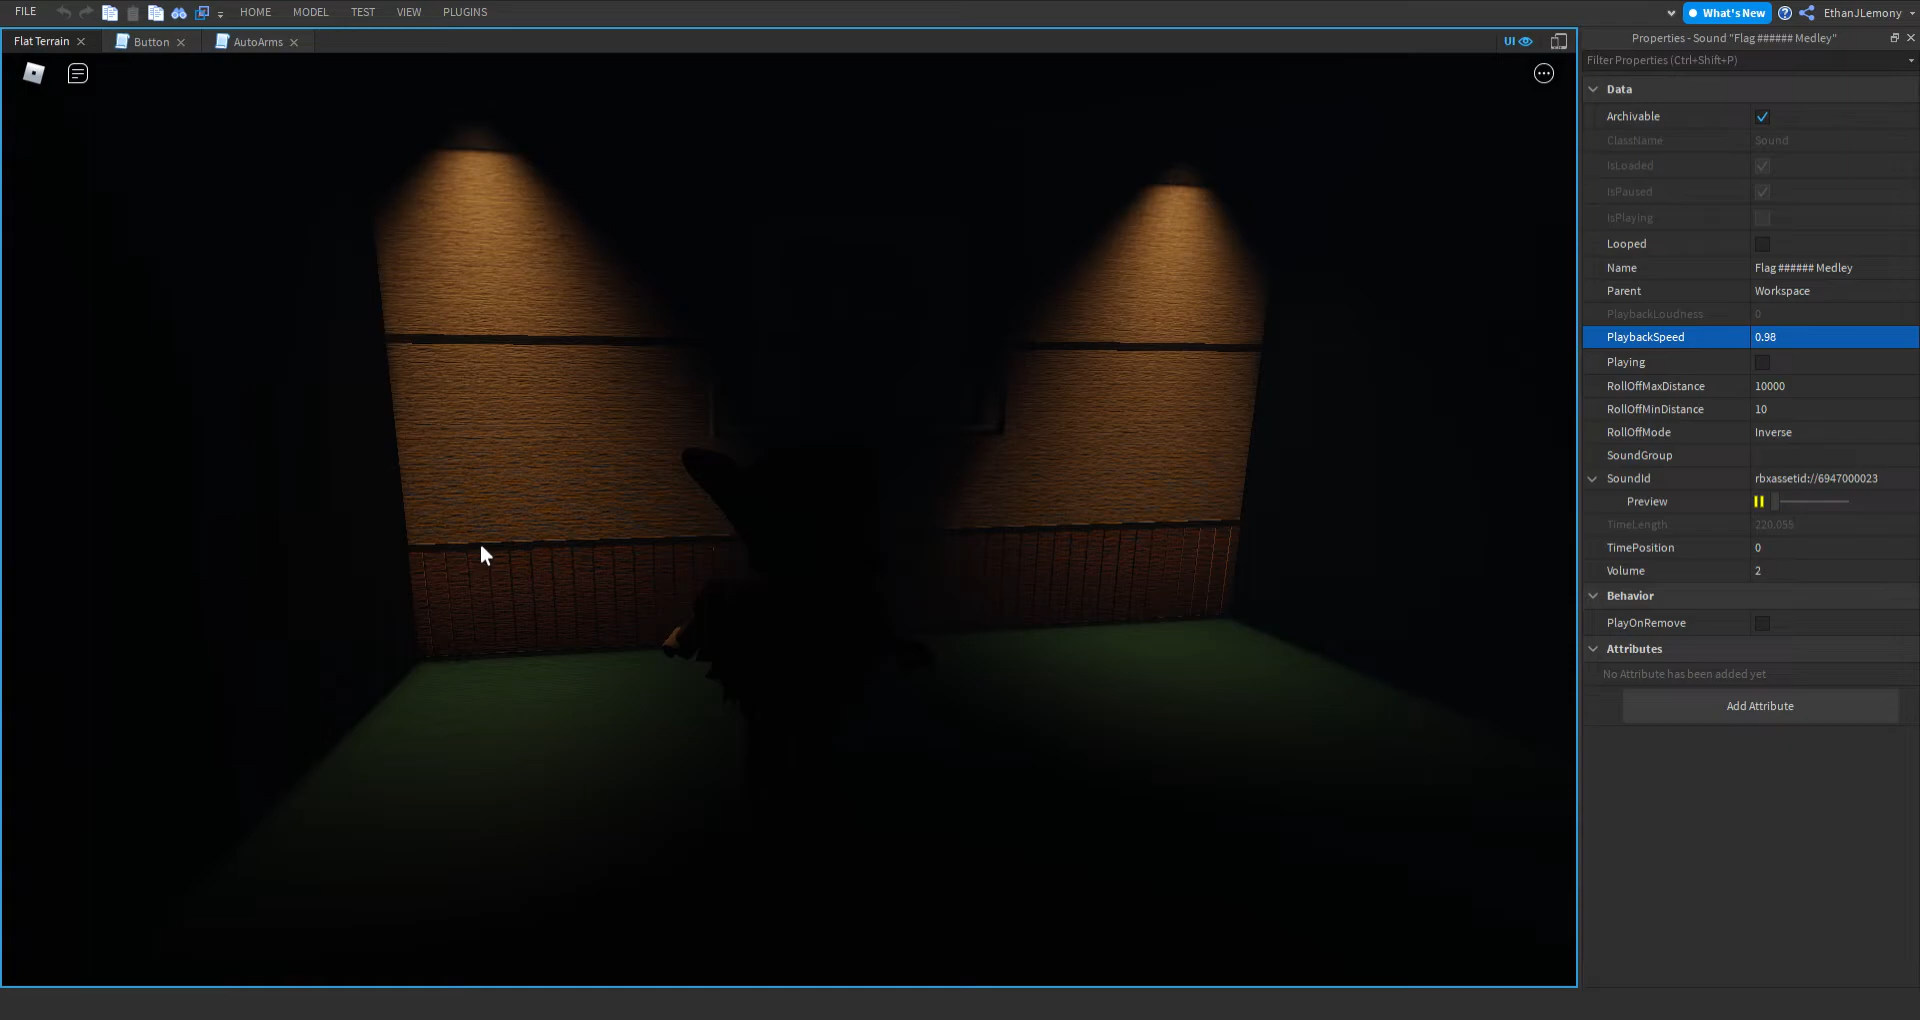 FILE HOME MODEL TEST VIEW PLUGINS What's New EthanJLemony
Flat Terrain Button AutoArms UI
Properties - Sound "Flag ###### Medley"
Filter Properties (Ctrl+Shift+P)
Data
Archivable
ClassName Sound
IsLoaded
IsPaused
IsPlaying
Looped
Name Flag ###### Medley
Parent Workspace
PlaybackLoudness 0
PlaybackSpeed 0.98
Playing
RollOffMaxDistance 10000
RollOffMinDistance 10
RollOffMode Inverse
SoundGroup
SoundId rbxassetid://6947000023
Preview
TimeLength 220.055
TimePosition 0
Volume 2
Behavior
PlayOnRemove
Attributes
No Attribute has been added yet
Add Attribute